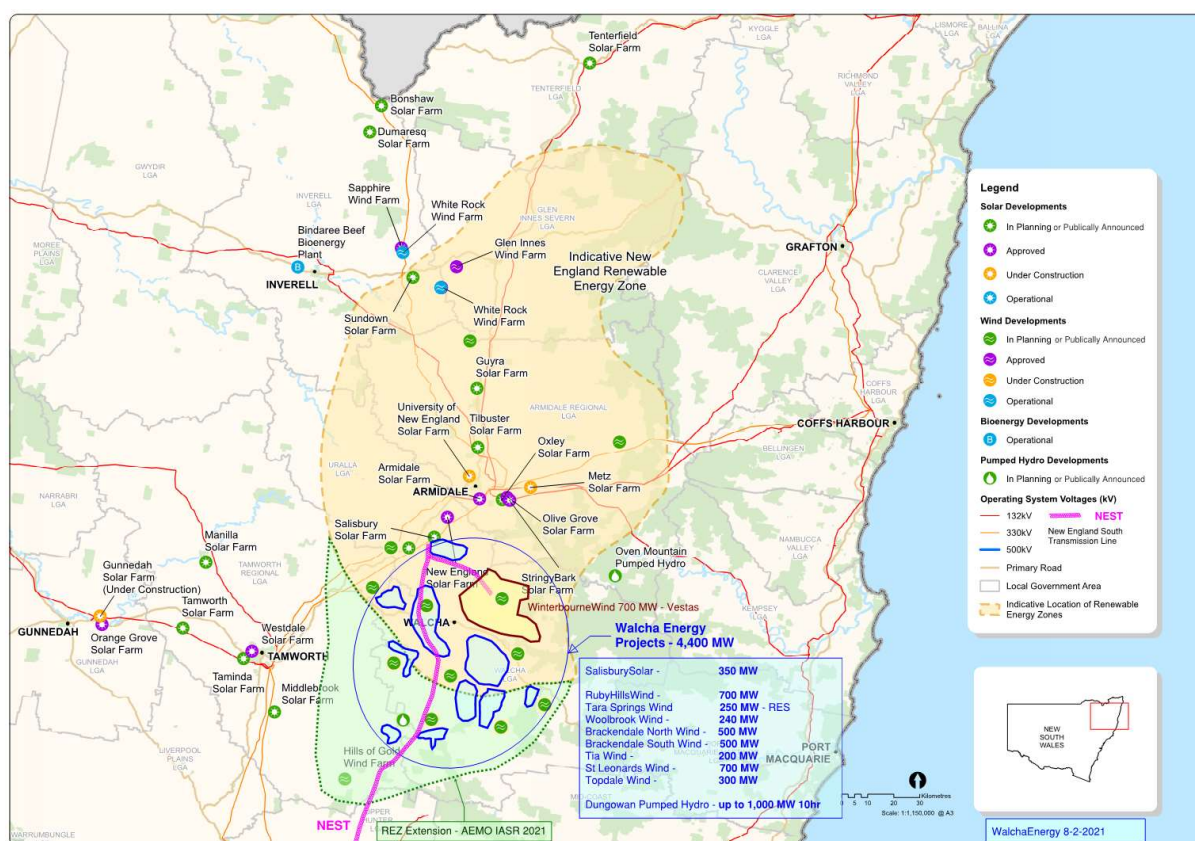 Tenterfield
Solar Farm
KYOGLE
LGA
LISMORE
LGA
BALLINA
LGA
RICHMOND
VALLEY
LGA
TENTERFIELD
LGA
Bonshaw
Solar Farm
Dumaresq
Solar Farm
GWYDIR
LGA
Sapphire
Wind Farm
INVERELL
LGA
White Rock
Wind Farm
GLEN
INNES SEVERN
LGA
Bindaree Beef
Bioenergy
Plant
MOREE
PLAINS
LGA
INVERELL
Glen Innes
Wind Farm
Indicative New
England Renewable
Energy Zone
GRAFTON
CLARENCE
VALLEY
LGA
Sundown
Solar Farm
White Rock
Wind Farm
Guyra
Solar Farm
University of
New England
Solar Farm
Tilbuster
Solar Farm
ARMIDALE REGIONAL
LGA
Oxley
Solar Farm
COFFS
HARBOUR
LGA
COFFS HARBOUR
BELLINGEN
LGA
URALLA
LGA
Armidale
Solar Farm
ARMIDALE
Metz
Solar Farm
NARRABRI
LGA
Salisbury
Solar Farm
Olive Grove
Solar Farm
NAMBUCCA
VALLEY
LGA
Manilla
Solar Farm
TAMWORTH
REGIONAL
LGA
Oven Mountain
Pumped Hydro
Gunnedah
Solar Farm
(Under Construction)
New England
Solar Farm
StringyBark
Solar Farm
KEMPSEY
LGA
Tamworth
Solar Farm
WinterbourneWind 700 MW - Vestas
GUNNEDAH
Orange Grove
Solar Farm
GUNNEDAH
LGA
Westdale
Solar Farm
TAMWORTH
WALCHA
Walcha Energy
Projects - 4,400 MW
WALCHA
LGA
Taminda
Solar Farm
Middlebrook
Solar Farm
SalisburySolar - 350 MW
RubyHillsWind - 700 MW
Tara Springs Wind 250 MW - RES
Woolbrook Wind - 240 MW
Brackendale North Wind - 500 MW
Brackendale South Wind - 500 MW
Tia Wind - 200 MW
St Leonards Wind - 700 MW
Topdale Wind - 300 MW
Dungowan Pumped Hydro - up to 1,000 MW 10hr
PORT
MACQUARIE
LIVERPOOL
PLAINS
LGA
Hills of Gold
Wind Farm
NEST
UPPER
HUNTER
LGA
MID-COAST
WARRUMBUNGLE
REZ Extension - AEMO IASR 2021
0 5 10 20 30
Kilometres
Scale: 1:1,150,000 @ A3
Legend
Solar Developments
In Planning or Publically Announced
Approved
Under Construction
Operational
Wind Developments
In Planning or Publically Announced
Approved
Under Construction
Operational
Bioenergy Developments
B Operational
Pumped Hydro Developments
In Planning or Publically Announced
Operating System Voltages (kV)
132kV NEST
330kV New England South
Transmission Line
500kV
Primary Road
Local Government Area
Indicative Location of Renewable
Energy Zones
NEW
SOUTH
WALES
WalchaEnergy 8-2-2021